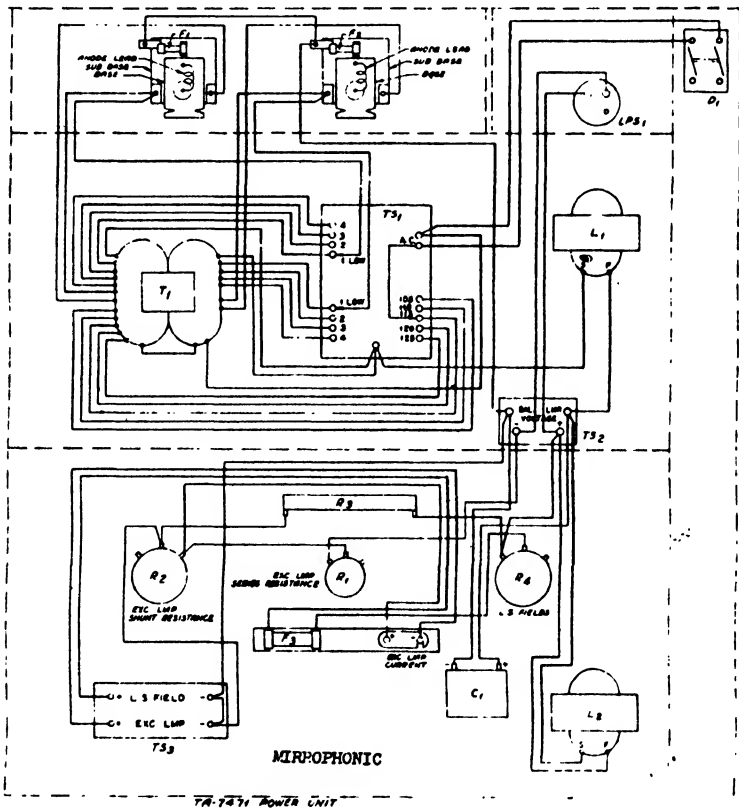 F1
F2
ANODE LEAD
SUB BASE
BASE
ANODE LEAD
SUB BASE
BASE
D1
LPS1
TS1
4
3
2
1 LOW
A.C.
L1
S
F
T1
1 LOW
2
3
4
105
110
115
120
125
BAL. LMP
VOLTAGE
- +
TS2
R3
R2
EXC LMP
SHUNT RESISTANCE
EXC LMP
SERIES RESISTANCE
R1
R4
L S FIELDS
F3
+ -
EXC LMP
CURRENT
- +
C1
L2
S F
+ L S FIELD -
+ EXC LMP -
TS3
MIRROPHONIC
TA-7471 POWER UNIT